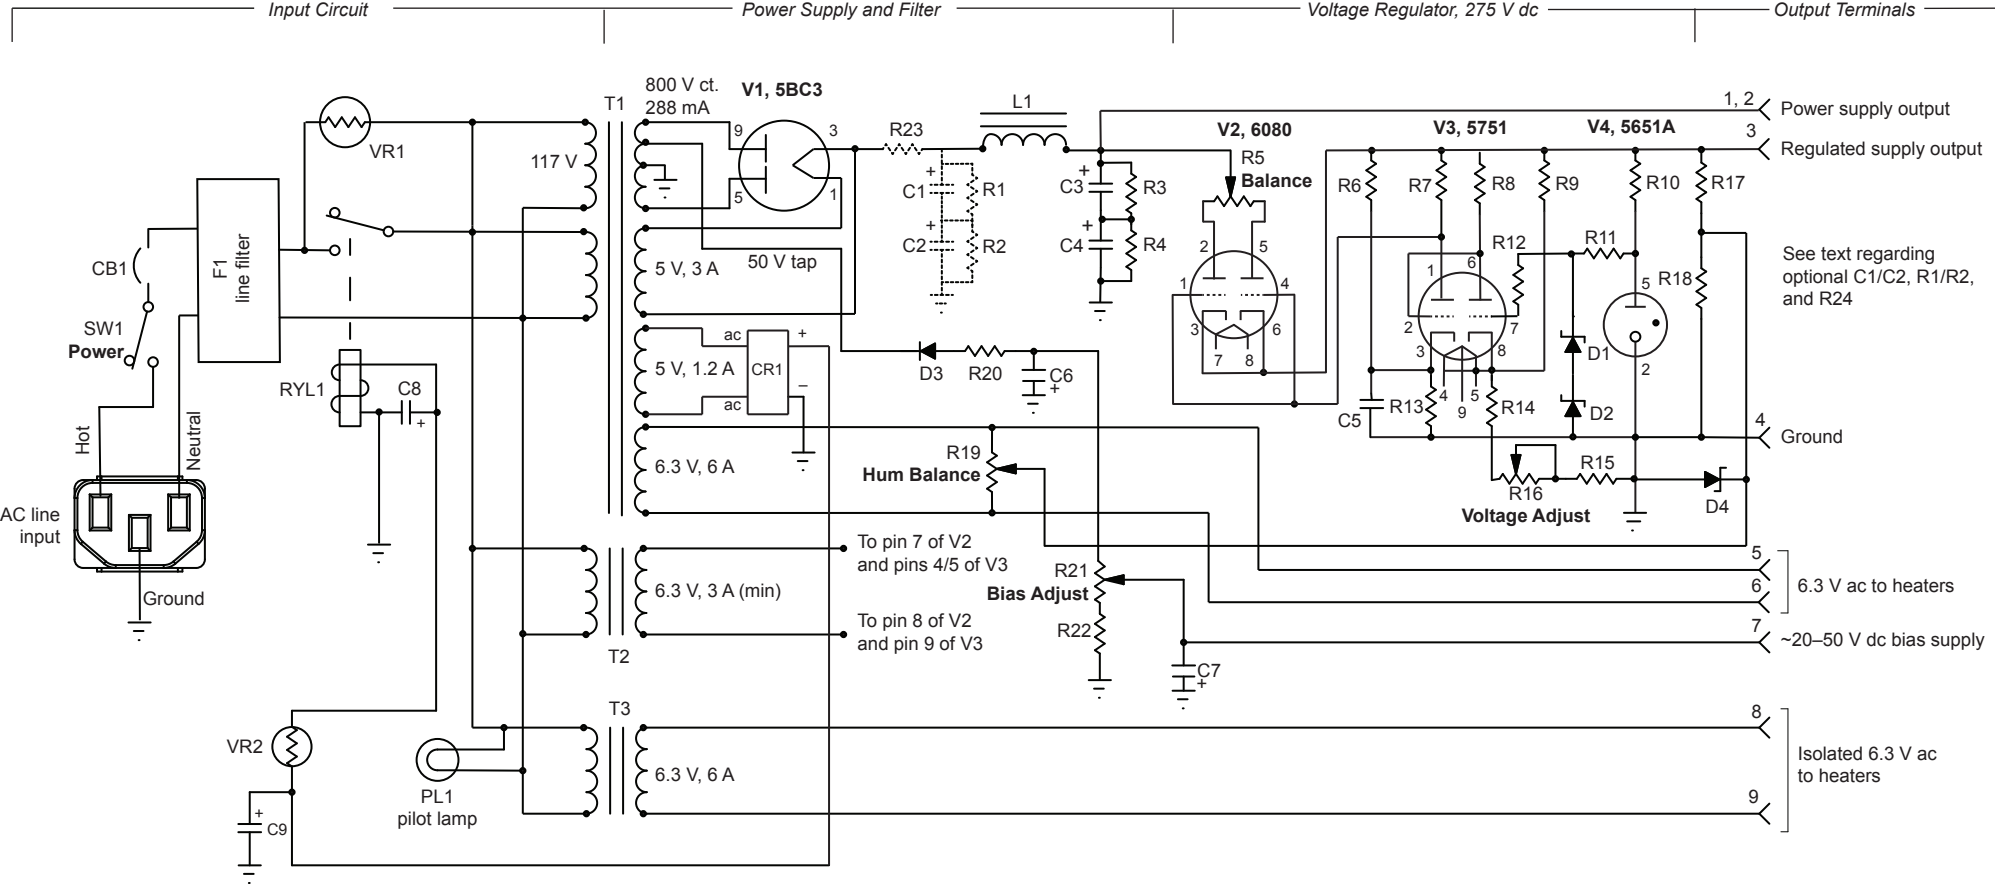 Input Circuit
Power Supply and Filter
Voltage Regulator, 275 V dc
Output Terminals
800 V ct.
288 mA
V1, 5BC3
T1
VR1
117 V
9
3
5
1
R23
L1
C1
+
R1
C2
+
R2
C3
+
R3
C4
+
R4
V2, 6080
R5
Balance
2
5
1
4
3
6
7
8
V3, 5751
V4, 5651A
R6
R7
R8
R9
R10
R17
R12
R11
R18
1
6
2
7
3
8
4
5
9
5
2
C5
R13
R14
D1
D2
R16
R15
Voltage Adjust
D4
1, 2
Power supply output
3
Regulated supply output
See text regarding
optional C1/C2, R1/R2,
and R24
4
Ground
CB1
F1
line filter
SW1
Power
Hot
Neutral
AC line
input
Ground
RYL1
C8
+
5 V, 3 A
50 V tap
5 V, 1.2 A
ac
ac
CR1
+
–
D3
R20
C6
+
6.3 V, 6 A
R19
Hum Balance
To pin 7 of V2
and pins 4/5 of V3
6.3 V, 3 A (min)
To pin 8 of V2
and pin 9 of V3
T2
R21
Bias Adjust
R22
C7
+
5
6
6.3 V ac to heaters
7
~20–50 V dc bias supply
T3
VR2
PL1
pilot lamp
+
C9
6.3 V, 6 A
8
Isolated 6.3 V ac
to heaters
9